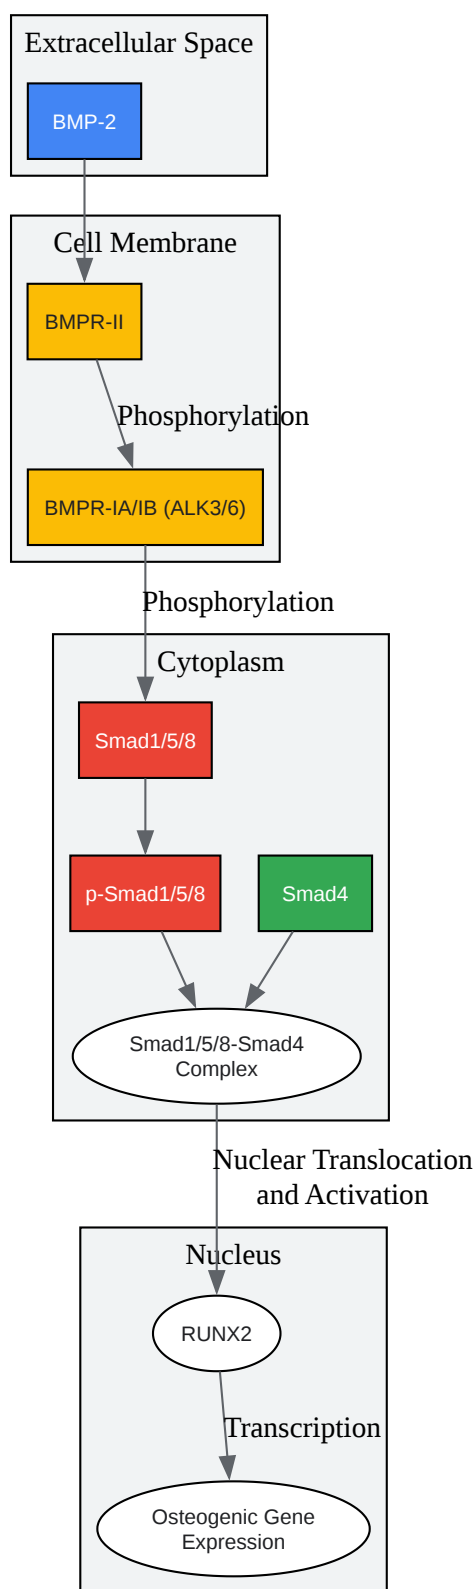 Extracellular Space
BMP-2
Cell Membrane
BMPR-II
Phosphorylation
BMPR-IA/IB (ALK3/6)
Phosphorylation
Cytoplasm
Smad1/5/8
p-Smad1/5/8
Smad4
Smad1/5/8-Smad4
Complex
Nuclear Translocation
and Activation
Nucleus
RUNX2
Transcription
Osteogenic Gene
Expression